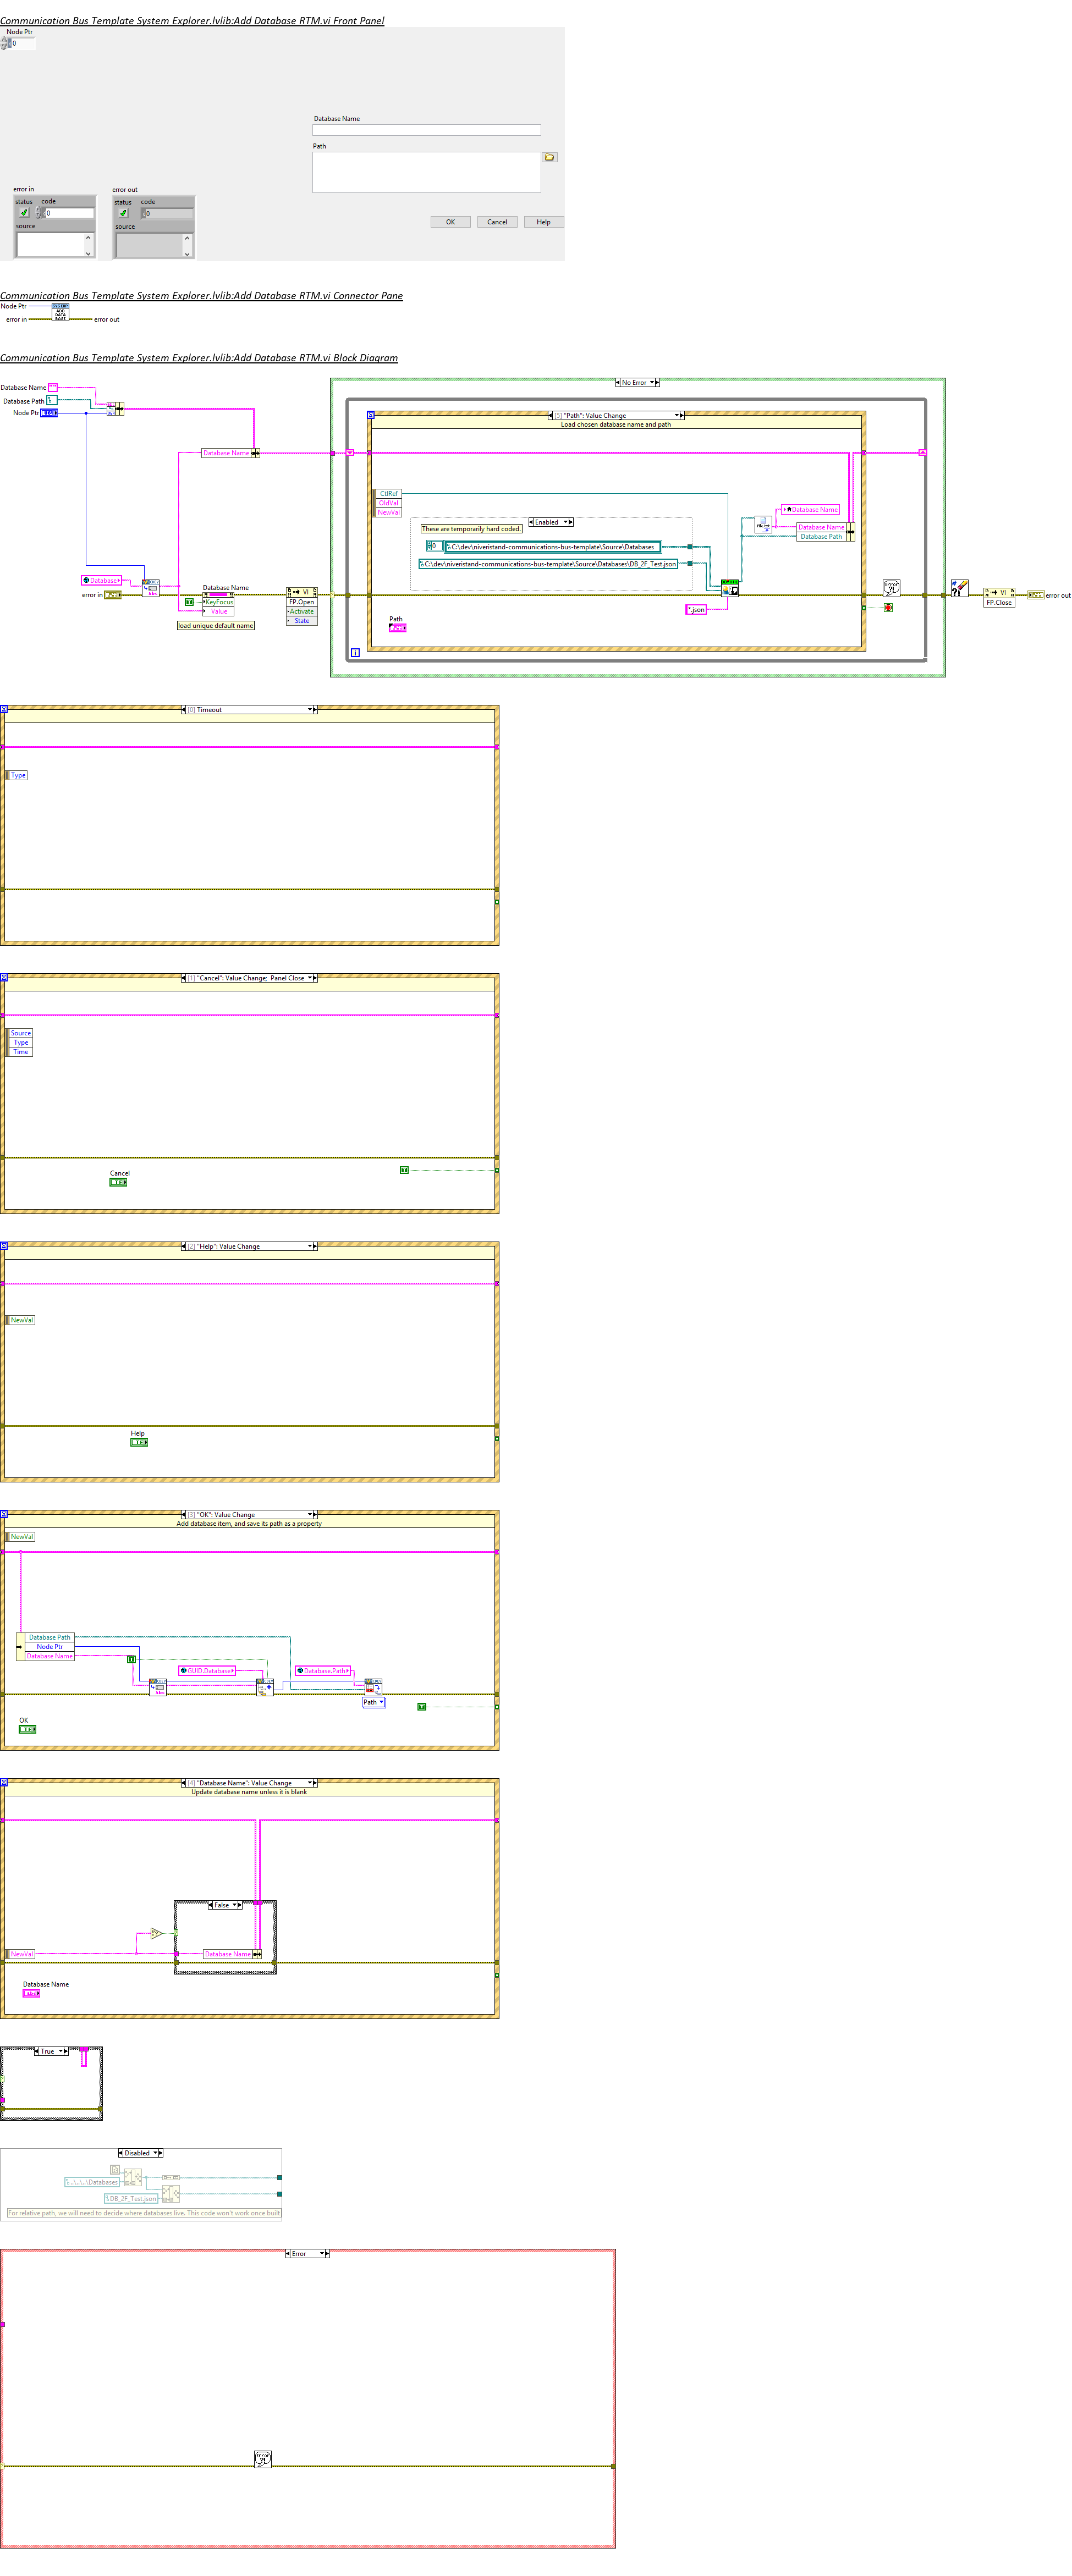 Communication Bus Template System Explorer.lvlib:Add Database RTM.vi Front Panel
Node Ptr
0
Database Name
Path
error in
status code
0
source
error out
status code
0
source
OK Cancel Help
Communication Bus Template System Explorer.lvlib:Add Database RTM.vi Connector Pane
Node Ptr
error in
ADD
DATA
BASE
error out
Communication Bus Template System Explorer.lvlib:Add Database RTM.vi Block Diagram
Database Name
Database Path
Node Ptr
Database Name
Database
error in
Database Name
KeyFocus
Value
load unique default name
VI
FP.Open
Activate
State
No Error
[5] "Path": Value Change
Load chosen database name and path
CtlRef
OldVal
NewVal
Enabled
These are temporarily hard coded.
0
C:\dev\niveristand-communications-bus-template\Source\Databases
C:\dev\niveristand-communications-bus-template\Source\Databases\DB_2F_Test.json
*.json
Path
Database Name
Database Name
Database Path
i
VI
FP.Close
error out
[0] Timeout
Type
[1] "Cancel": Value Change; Panel Close
Source
Type
Time
Cancel
[2] "Help": Value Change
NewVal
Help
[3] "OK": Value Change
Add database item, and save its path as a property
NewVal
Database Path
Node Ptr
Database Name
GUID.Database
Database.Path
Path
OK
[4] "Database Name": Value Change
Update database name unless it is blank
False
NewVal
Database Name
Database Name
True
Disabled
..\..\..\Databases
DB_2F_Test.json
For relative path, we will need to decide where databases live. This code won't work once built
Error